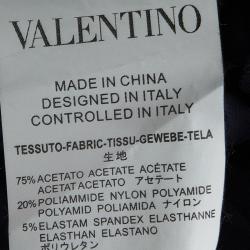 VALENTINO
MADE IN CHINA
DESIGNED IN ITALY
CONTROLLED IN ITALY
TESSUTO-FABRIC-TISSU-GEWEBE-TELA
生地
75% ACETATO ACETATE ACÉTATE
ACETAT ACETATO アセテート
20% POLIAMMIDE NYLON POLYAMIDE
POLYAMID POLIAMIDA ナイロン
5% ELASTAM SPANDEX ELASTHANNE
ELASTHAN ELASTANO
ポリウレタン